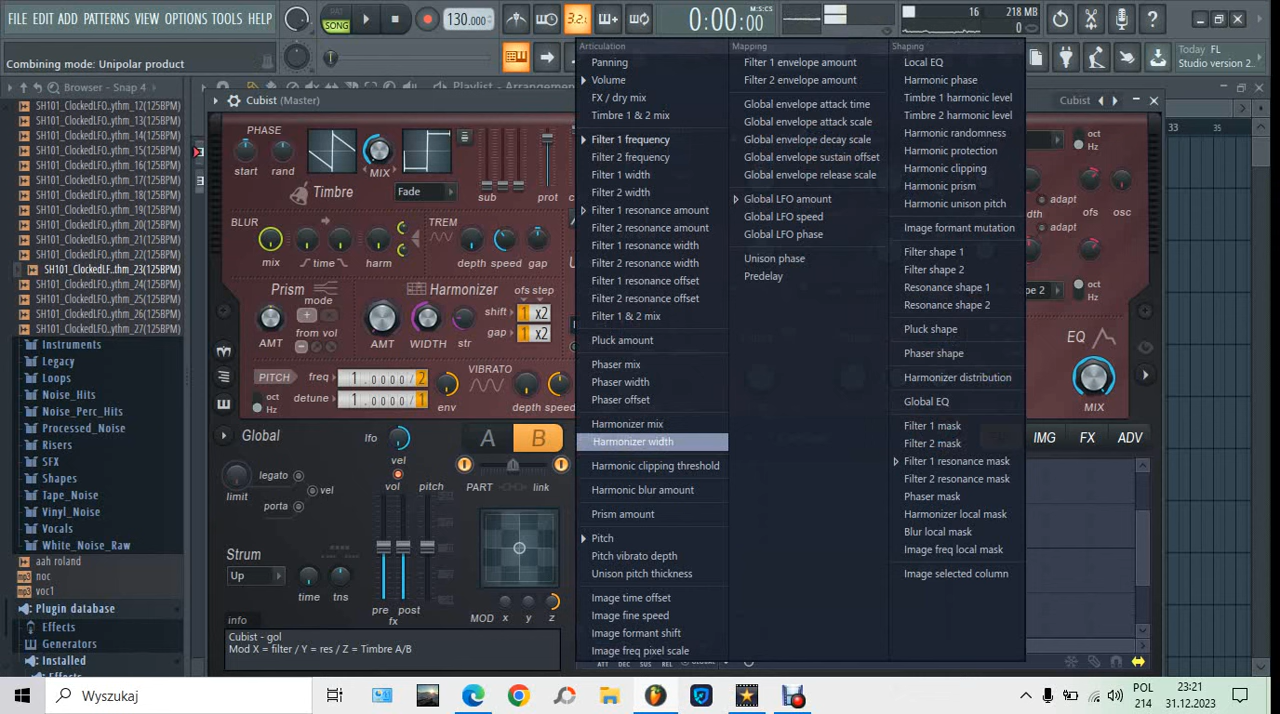 FILE EDIT ADD PATTERNS VIEW OPTIONS TOOLS HELP
PAT
SONG
130.000
3.2.
0:00:00
M:S:CS
16
218 MB
0
Combining mode: Unipolar product
Today FL
Studio version 2..
Browser - Snap 4
Playlist - Arrangement
SH101_ClockedLFO..ythm_12(125BPM)
SH101_ClockedLFO..ythm_13(125BPM)
SH101_ClockedLFO..ythm_14(125BPM)
SH101_ClockedLFO..ythm_15(125BPM)
SH101_ClockedLFO..ythm_16(125BPM)
SH101_ClockedLFO..ythm_17(125BPM)
SH101_ClockedLFO..ythm_18(125BPM)
SH101_ClockedLFO..ythm_19(125BPM)
SH101_ClockedLFO..ythm_20(125BPM)
SH101_ClockedLFO..ythm_21(125BPM)
SH101_ClockedLFO..ythm_22(125BPM)
SH101_ClockedLF..thm_23(125BPM)
SH101_ClockedLFO..ythm_24(125BPM)
SH101_ClockedLFO..ythm_25(125BPM)
SH101_ClockedLFO..ythm_26(125BPM)
SH101_ClockedLFO..ythm_27(125BPM)
Instruments
Legacy
Loops
Noise_Hits
Noise_Perc_Hits
Processed_Noise
Risers
SFX
Shapes
Tape_Noise
Vinyl_Noise
Vocals
White_Noise_Raw
aah roland
noc
voc1
Plugin database
Effects
Generators
Installed
Effects
Cubist (Master)
PHASE
start
rand
MIX
Timbre
Fade
sub
prot
BLUR
mix
time
harm
TREM
depth speed gap
Prism
mode
from vol
AMT
Harmonizer
ofs step
AMT
WIDTH
str
shift
1 x2
gap
1 x2
PITCH
freq
1.0000/2
detune
1.0000/1
oct
Hz
env
VIBRATO
depth speed
Global
lfo
vel
A
B
PART
link
limit
legato
vel
porta
vol
pitch
Strum
Up
time
tns
pre
post
fx
MOD
x
y
z
info
Cubist - gol
Mod X = filter / Y = res / Z = Timbre A/B
Articulation
Panning
Volume
FX / dry mix
Timbre 1 & 2 mix
Filter 1 frequency
Filter 2 frequency
Filter 1 width
Filter 2 width
Filter 1 resonance amount
Filter 2 resonance amount
Filter 1 resonance width
Filter 2 resonance width
Filter 1 resonance offset
Filter 2 resonance offset
Filter 1 & 2 mix
Pluck amount
Phaser mix
Phaser width
Phaser offset
Harmonizer mix
Harmonizer width
Harmonic clipping threshold
Harmonic blur amount
Prism amount
Pitch
Pitch vibrato depth
Unison pitch thickness
Image time offset
Image fine speed
Image formant shift
Image freq pixel scale
Mapping
Filter 1 envelope amount
Filter 2 envelope amount
Global envelope attack time
Global envelope attack scale
Global envelope decay scale
Global envelope sustain offset
Global envelope release scale
Global LFO amount
Global LFO speed
Global LFO phase
Unison phase
Predelay
Shaping
Local EQ
Harmonic phase
Timbre 1 harmonic level
Timbre 2 harmonic level
Harmonic randomness
Harmonic protection
Harmonic clipping
Harmonic prism
Harmonic unison pitch
Image formant mutation
Filter shape 1
Filter shape 2
Resonance shape 1
Resonance shape 2
Pluck shape
Phaser shape
Harmonizer distribution
Global EQ
Filter 1 mask
Filter 2 mask
Filter 1 resonance mask
Filter 2 resonance mask
Phaser mask
Harmonizer local mask
Blur local mask
Image freq local mask
Image selected column
Cubist
33
35
oct
Hz
adapt
ofs
osc
adapt
oct
Hz
EQ
MIX
IMG
FX
ADV
ATT DEC SUS REL
Wyszukaj
POL
214
23:21
31.12.2023